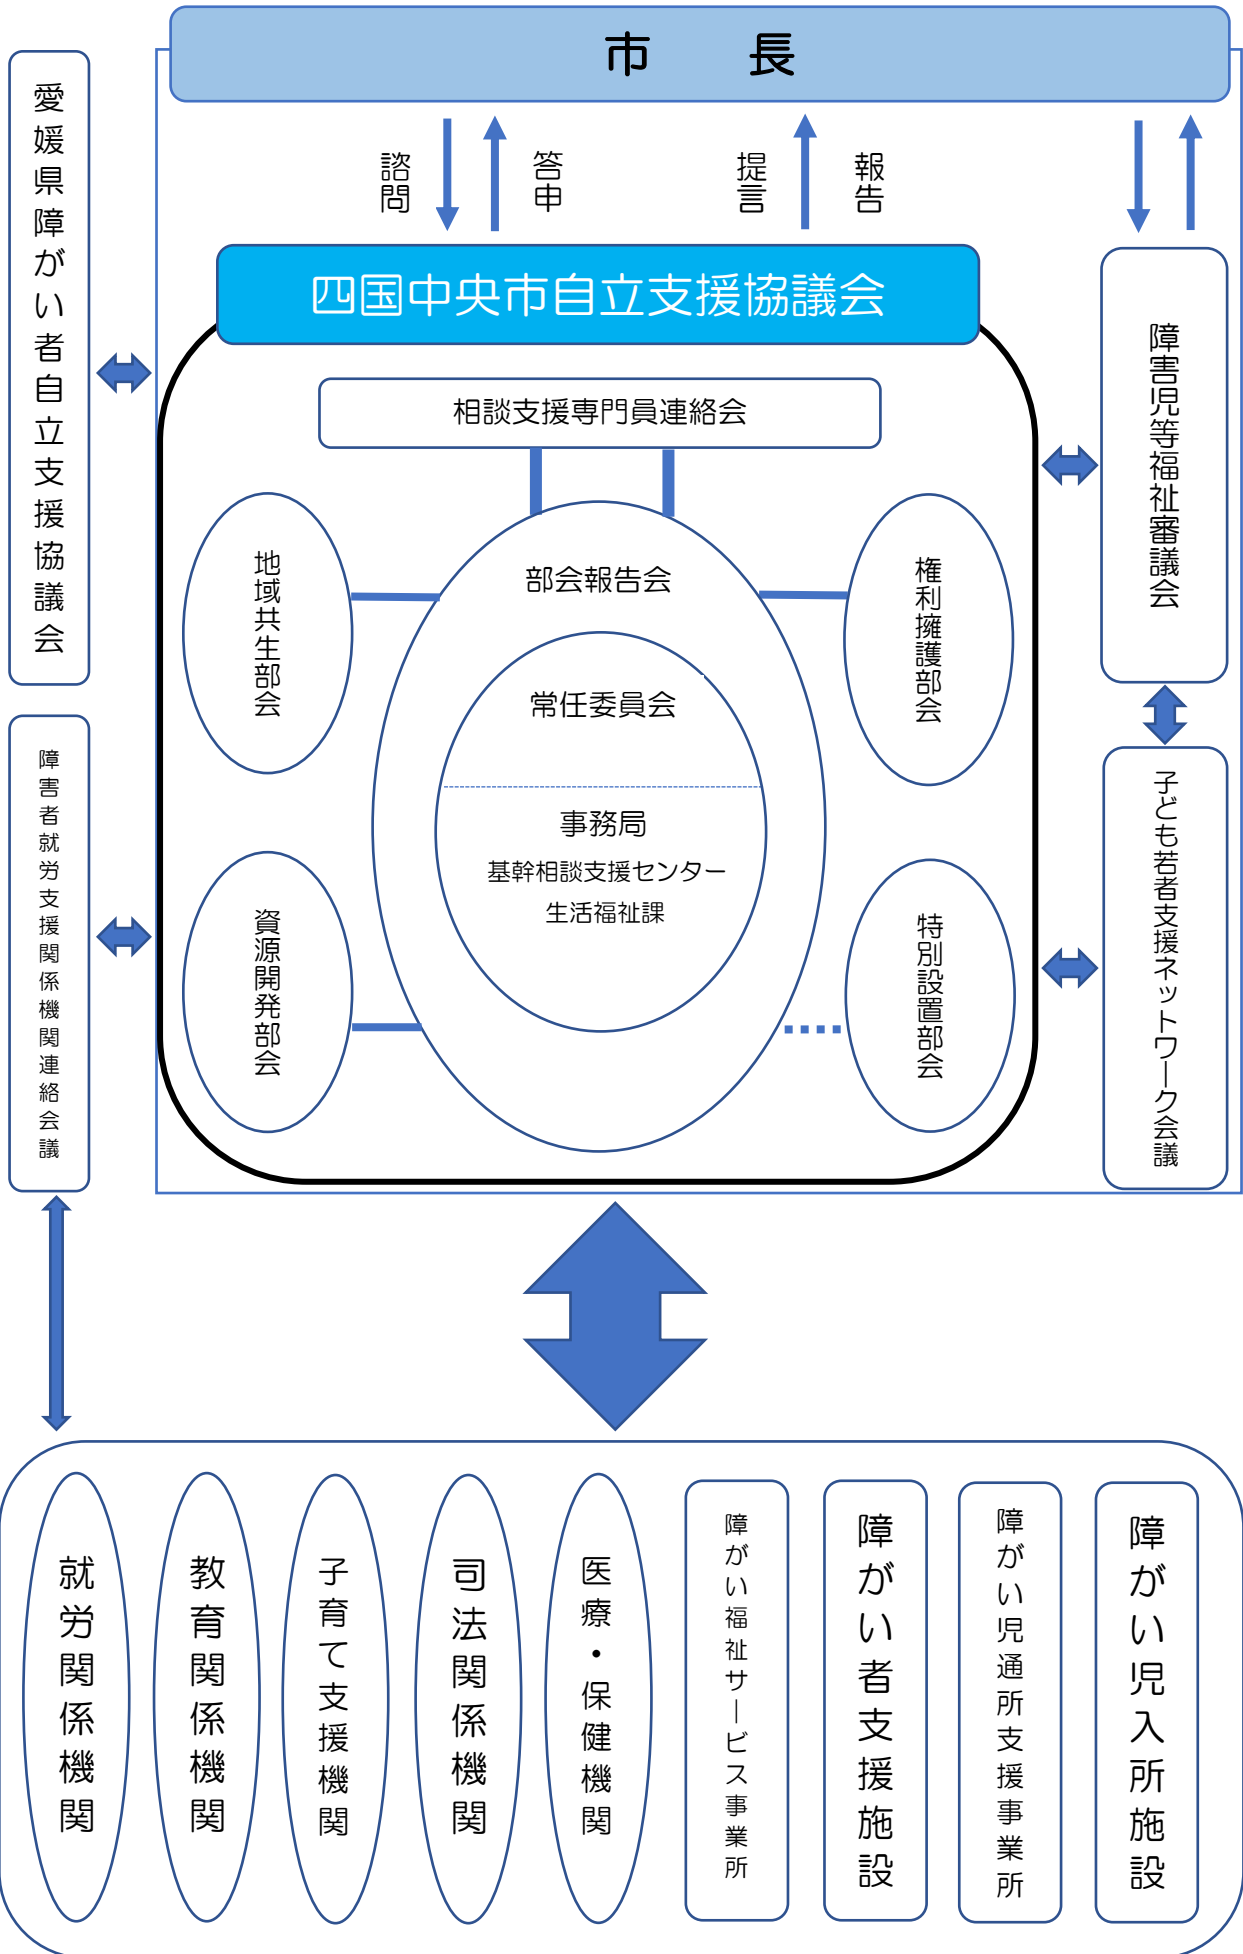 市　長
諮問
答申
提言
報告
愛媛県障がい者自立支援協議会
四国中央市自立支援協議会
障害児等福祉審議会
相談支援専門員連絡会
地域共生部会
部会報告会
権利擁護部会
常任委員会
事務局
基幹相談支援センター
生活福祉課
障害者就労支援関係機関連絡会議
資源開発部会
特別設置部会
子ども若者支援ネットワーク会議
就労関係機関
教育関係機関
子育て支援機関
司法関係機関
医療・保健機関
障がい福祉サービス事業所
障がい者支援施設
障がい児通所支援事業所
障がい児入所施設